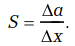 S = Δa / Δx.